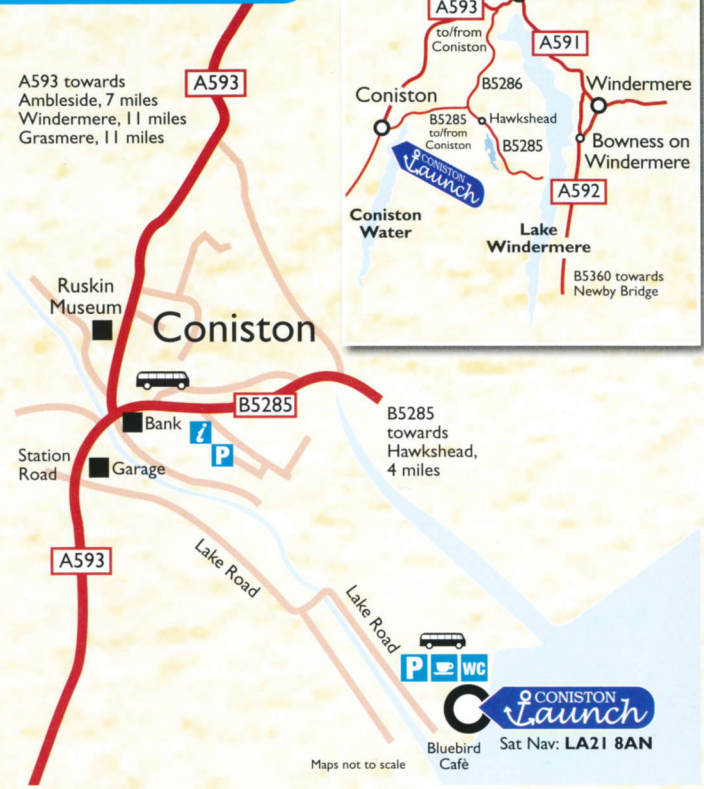 A593
to/from
Coniston
A591
B5286
Windermere
Coniston
B5285
to/from
Coniston
Hawkshead
B5285
Bowness on
Windermere
CONISTON
Launch
A592
Coniston
Water
Lake
Windermere
B5360 towards
Newby Bridge
A593
A593 towards
Ambleside, 7 miles
Windermere, 11 miles
Grasmere, 11 miles
Ruskin
Museum
Coniston
B5285
Bank
i
P
B5285
towards
Hawkshead,
4 miles
Station
Road
Garage
A593
Lake Road
Lake Road
P
WC
CONISTON
Launch
Bluebird
Cafè
Sat Nav: LA21 8AN
Maps not to scale